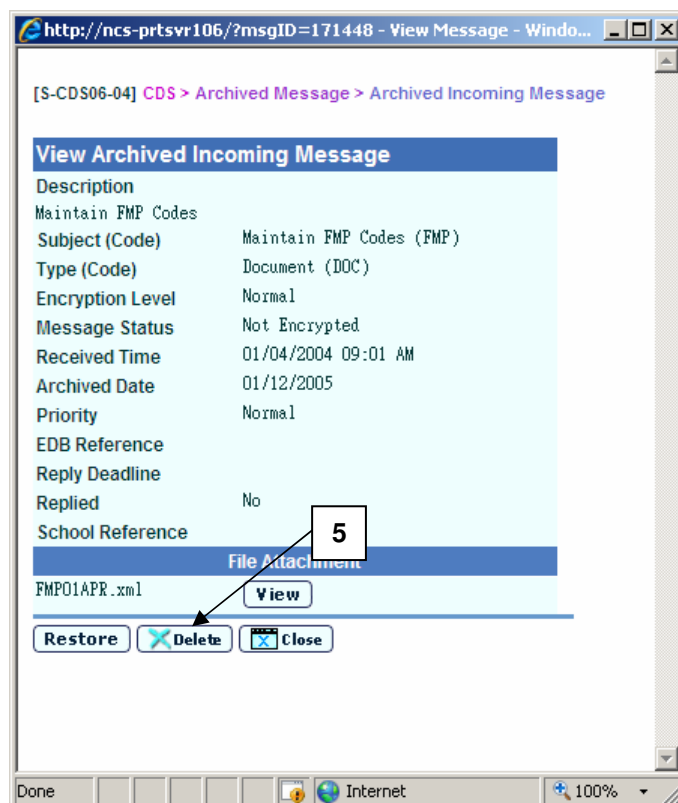 http://ncs-prtsvr106/?msgID=171448 - View Message - Windo...
[S-CDS06-04] CDS > Archived Message > Archived Incoming Message
View Archived Incoming Message
Description
Maintain FMP Codes
Subject (Code) Maintain FMP Codes (FMP)
Type (Code) Document (DOC)
Encryption Level Normal
Message Status Not Encrypted
Received Time 01/04/2004 09:01 AM
Archived Date 01/12/2005
Priority Normal
EDB Reference
Reply Deadline
Replied No
School Reference
5
File Attachment
FMP01APR.xml View
Restore Delete Close
Done Internet 100%